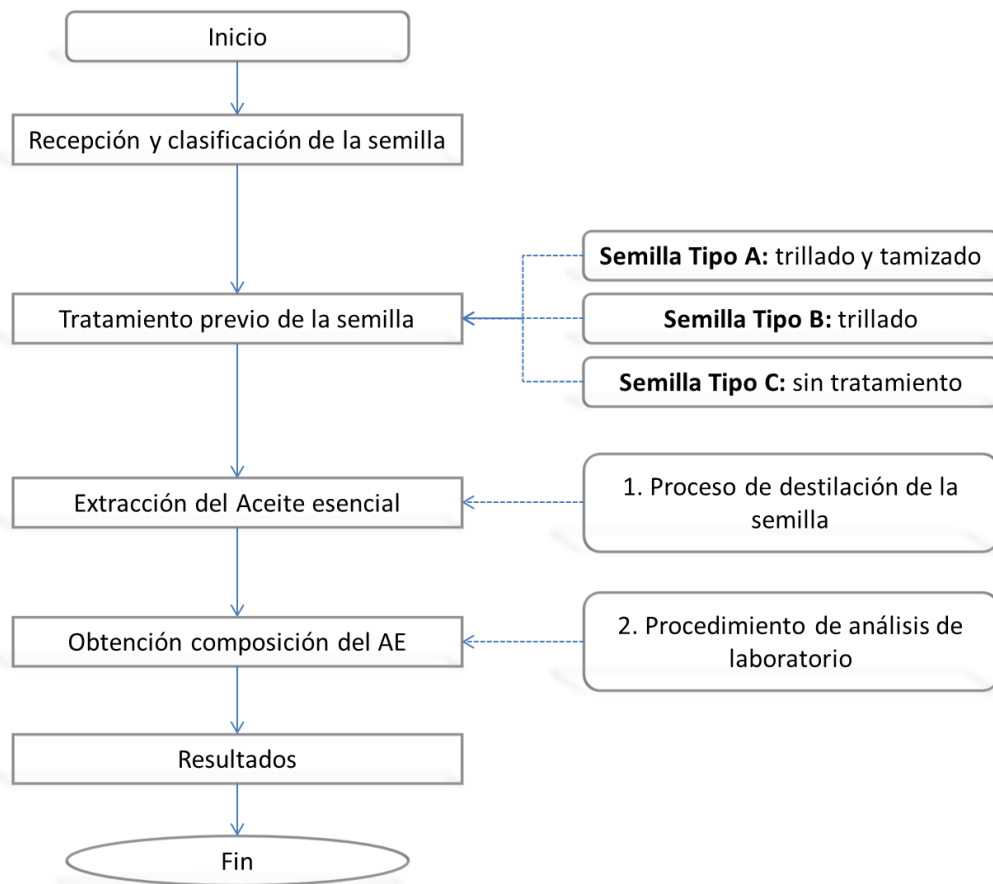 Inicio
Recepción y clasificación de la semilla
Semilla Tipo A: trillado y tamizado
Tratamiento previo de la semilla
Semilla Tipo B: trillado
Semilla Tipo C: sin tratamiento
Extracción del Aceite esencial
1. Proceso de destilación de la
semilla
Obtención composición del AE
2. Procedimiento de análisis de
laboratorio
Resultados
Fin